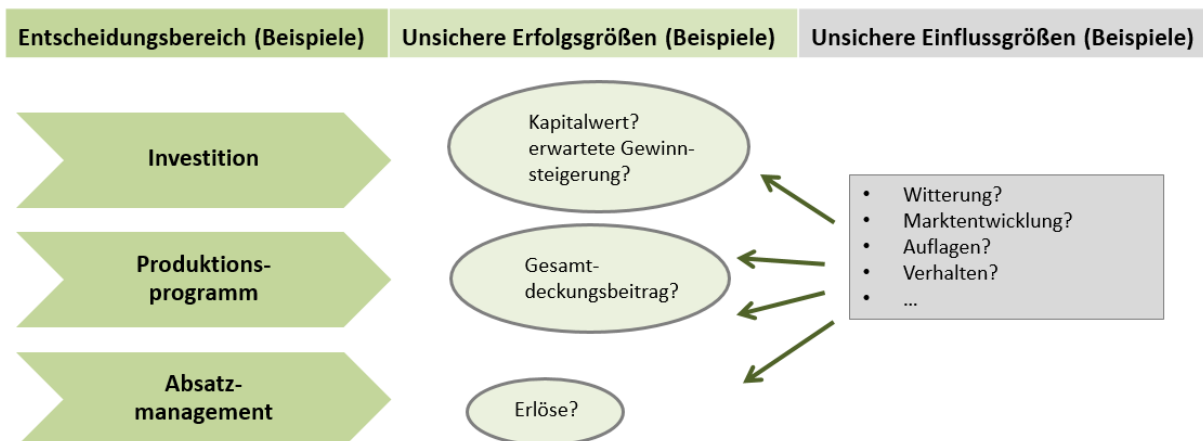 Entscheidungsbereich (Beispiele)
Unsichere Erfolgsgrößen (Beispiele)
Unsichere Einflussgrößen (Beispiele)
Investition
Kapitalwert?
erwartete Gewinn-
steigerung?
• Witterung?
• Marktentwicklung?
• Auflagen?
• Verhalten?
• ...
Produktions-
programm
Gesamt-
deckungsbeitrag?
Absatz-
management
Erlöse?